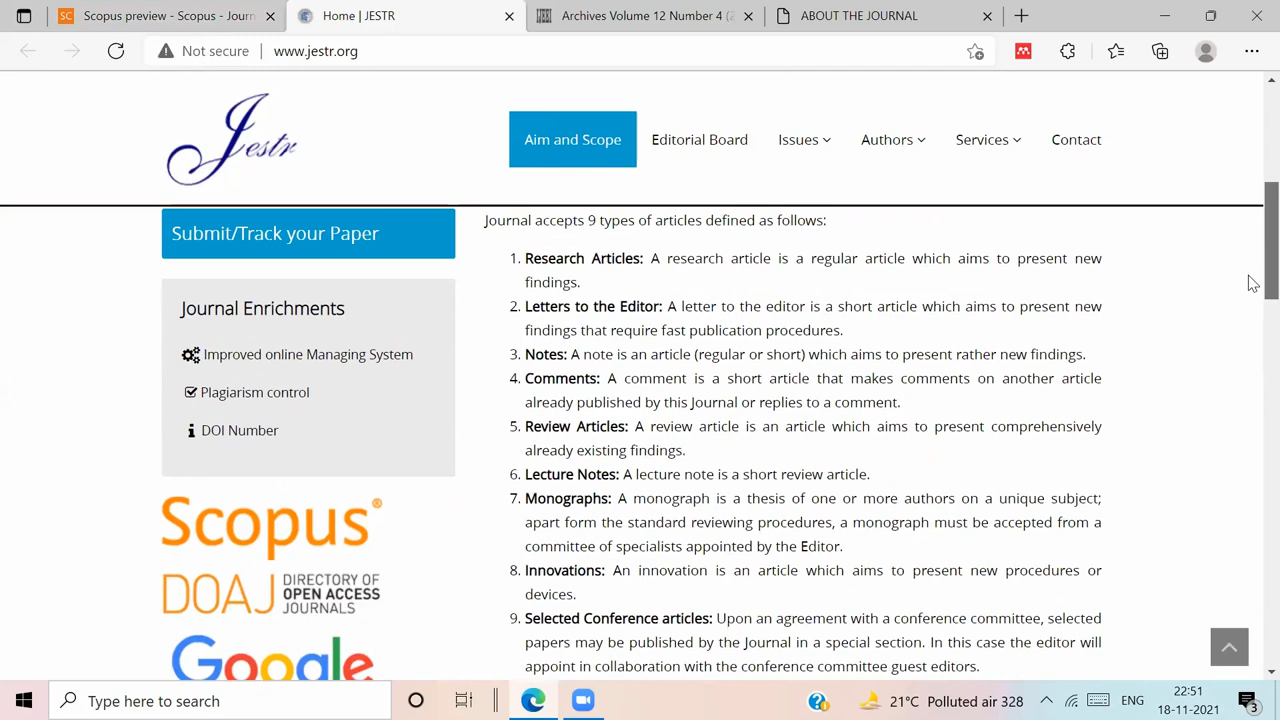 Scopus preview - Scopus - Journ
Home | JESTR
Archives Volume 12 Number 4 (
ABOUT THE JOURNAL
Not secure
www.jestr.org
Jestr
Aim and Scope
Editorial Board
Issues
Authors
Services
Contact
Submit/Track your Paper
Journal Enrichments
Improved online Managing System
Plagiarism control
DOI Number
Scopus®
DOAJ DIRECTORY OF
OPEN ACCESS
JOURNALS
Google
Journal accepts 9 types of articles defined as follows:
1. Research Articles: A research article is a regular article which aims to present new
findings.
2. Letters to the Editor: A letter to the editor is a short article which aims to present new
findings that require fast publication procedures.
3. Notes: A note is an article (regular or short) which aims to present rather new findings.
4. Comments: A comment is a short article that makes comments on another article
already published by this Journal or replies to a comment.
5. Review Articles: A review article is an article which aims to present comprehensively
already existing findings.
6. Lecture Notes: A lecture note is a short review article.
7. Monographs: A monograph is a thesis of one or more authors on a unique subject;
apart form the standard reviewing procedures, a monograph must be accepted from a
committee of specialists appointed by the Editor.
8. Innovations: An innovation is an article which aims to present new procedures or
devices.
9. Selected Conference articles: Upon an agreement with a conference committee, selected
papers may be published by the Journal in a special section. In this case the editor will
appoint in collaboration with the conference committee guest editors.
Type here to search
21°C Polluted air 328
ENG
22:51
18-11-2021
3